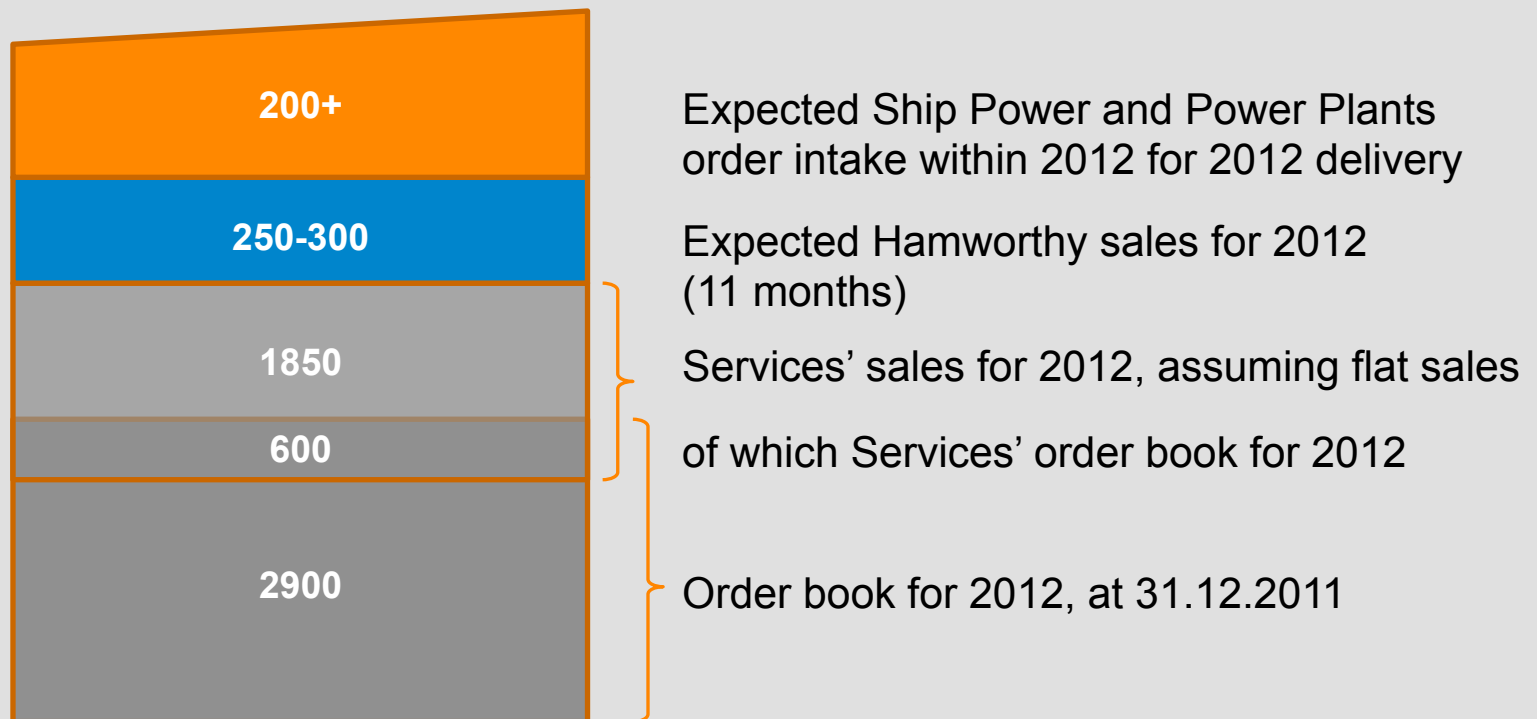 200+
Expected Ship Power and Power Plants
order intake within 2012 for 2012 delivery
250-300
Expected Hamworthy sales for 2012
(11 months)
1850
Services’ sales for 2012, assuming flat sales
600
of which Services’ order book for 2012
2900
Order book for 2012, at 31.12.2011